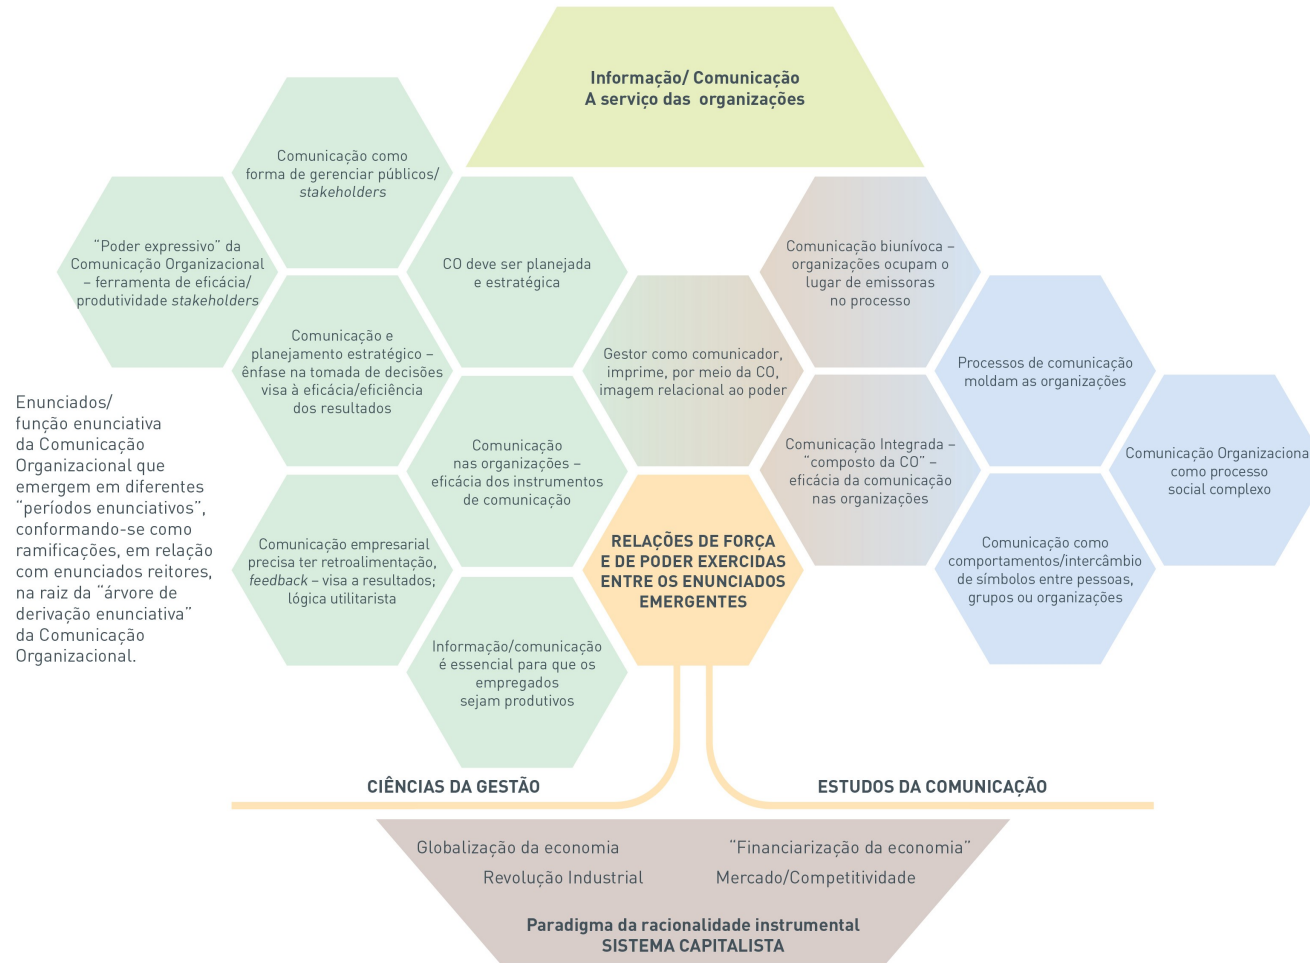 Informação/ Comunicação
A serviço das organizações
Comunicação como
forma de gerenciar públicos/
stakeholders
“Poder expressivo” da
Comunicação Organizacional
– ferramenta de eficácia/
produtividade stakeholders
CO deve ser planejada
e estratégica
Comunicação biunívoca –
organizações ocupam o
lugar de emissoras
no processo
Comunicação e
planejamento estratégico –
ênfase na tomada de decisões
visa à eficácia/eficiência
dos resultados
Gestor como comunicador,
imprime, por meio da CO,
imagem relacional ao poder
Processos de comunicação
moldam as organizações
Enunciados/
função enunciativa
da Comunicação
Organizacional que
emergem em diferentes
“períodos enunciativos”,
conformando-se como
ramificações, em relação
com enunciados reitores,
na raiz da “árvore de
derivação enunciativa”
da Comunicação
Organizacional.
Comunicação
nas organizações –
eficácia dos instrumentos
de comunicação
Comunicação Integrada –
“composto da CO” –
eficácia da comunicação
nas organizações
Comunicação Organizaciona
como processo
social complexo
Comunicação empresarial
precisa ter retroalimentação,
feedback – visa a resultados;
lógica utilitarista
RELAÇÕES DE FORÇA
E DE PODER EXERCIDAS
ENTRE OS ENUNCIADOS
EMERGENTES
Comunicação como
comportamentos/intercâmbio
de símbolos entre pessoas,
grupos ou organizações
Informação/comunicação
é essencial para que os
empregados
sejam produtivos
CIÊNCIAS DA GESTÃO
ESTUDOS DA COMUNICAÇÃO
Globalização da economia
“Financiarização da economia”
Revolução Industrial
Mercado/Competitividade
Paradigma da racionalidade instrumental
SISTEMA CAPITALISTA